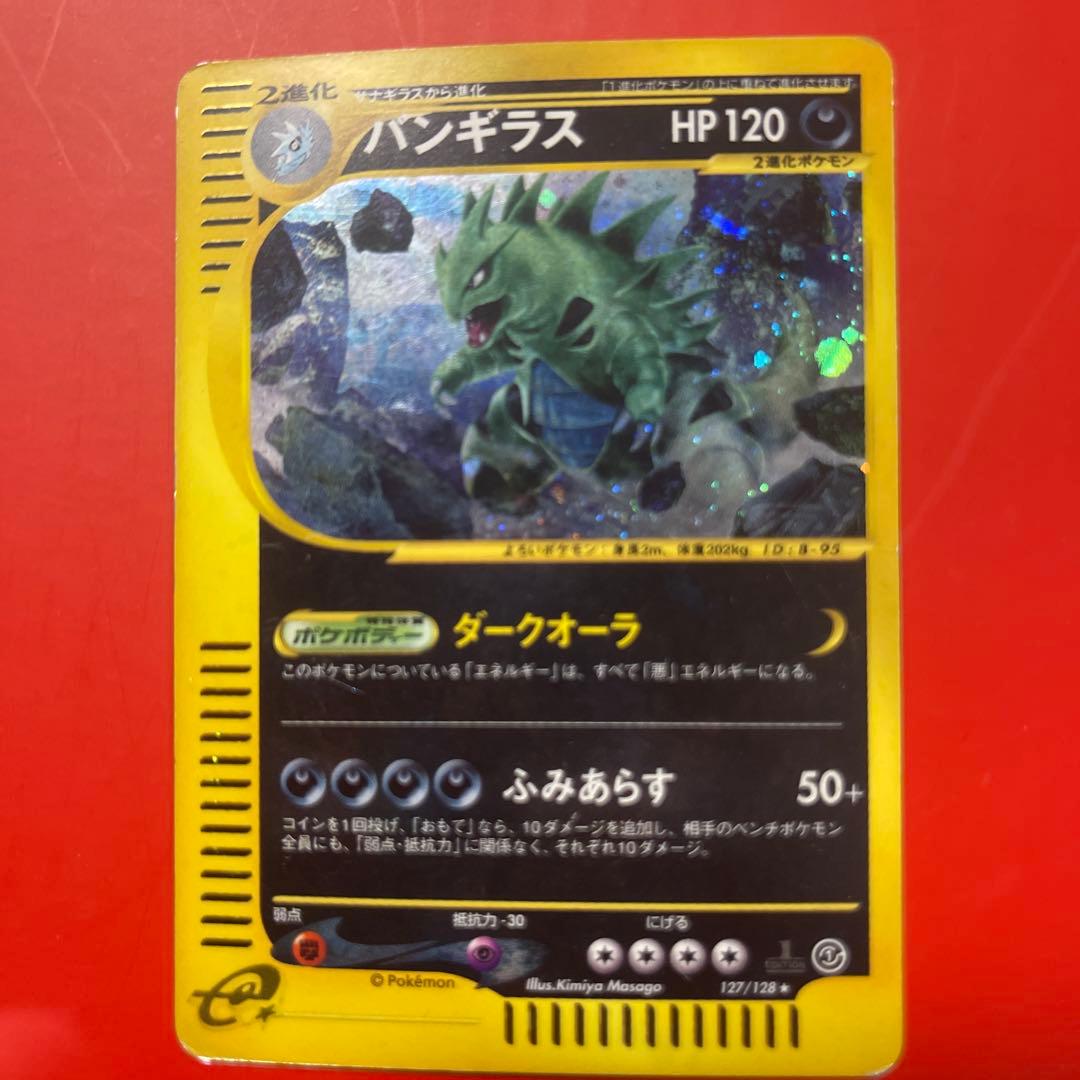 2進化 サナギラスから進化 「1進化ポケモン」の上に重ねて進化させます
バンギラス HP 120
2進化ポケモン
よろいポケモン：身長2m、体重202kg ID:B-95
特殊体質
ポケボディー ダークオーラ
このポケモンについている「エネルギー」は、すべて「悪」エネルギーになる。
ふみあらす 50+
コインを1回投げ、「おもて」なら、10ダメージを追加し、相手のベンチポケモン
全員にも、「弱点・抵抗力」に関係なく、それぞれ10ダメージ。
弱点 抵抗力 -30 にげる
1 EDITION
e
© Pokémon Illus.Kimiya Masago 127/128★